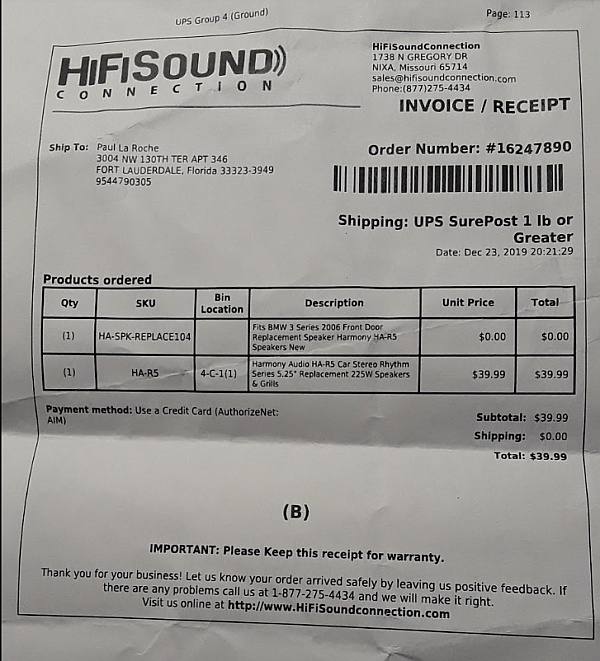 UPS Group 4 (Ground)
Page: 113
HiFiSOUND
CONNECTION
HiFiSoundConnection
1738 N GREGORY DR
NIXA, Missouri 65714
sales@hifisoundconnection.com
Phone:(877)275-4434
INVOICE / RECEIPT
Ship To: Paul La Roche
3004 NW 130TH TER APT 346
FORT LAUDERDALE, Florida 33323-3949
9544790305
Order Number: #16247890
Shipping: UPS SurePost 1 lb or
Greater
Date: Dec 23, 2019 20:21:29
Products ordered
Qty SKU Bin Location Description Unit Price Total
(1) HA-SPK-REPLACE104 Fits BMW 3 Series 2006 Front Door $0.00 $0.00
Replacement Speaker Harmony HA-R5
Speakers New
(1) HA-R5 4-C-1(1) Harmony Audio HA-R5 Car Stereo Rhythm $39.99 $39.99
Series 5.25" Replacement 225W Speakers
& Grills
Payment method: Use a Credit Card (AuthorizeNet:
AIM)
Subtotal: $39.99
Shipping: $0.00
Total: $39.99
(B)
IMPORTANT: Please Keep this receipt for warranty.
Thank you for your business! Let us know your order arrived safely by leaving us positive feedback. If
there are any problems call us at 1-877-275-4434 and we will make it right.
Visit us online at http://www.HiFiSoundconnection.com